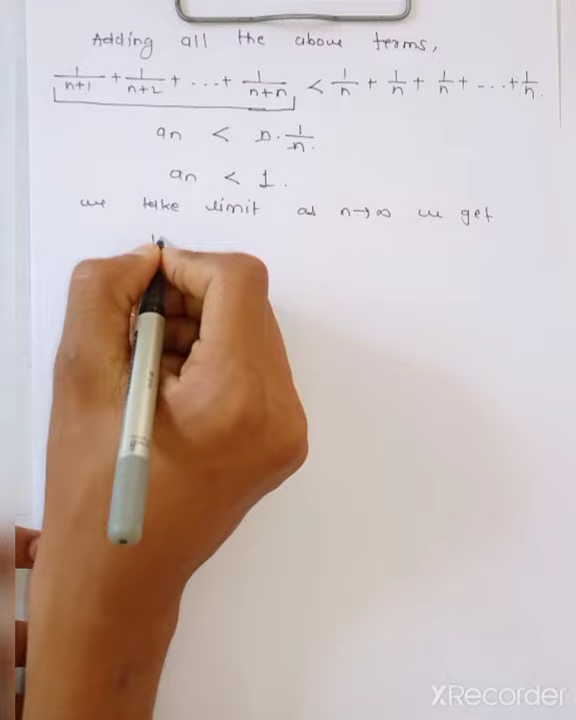 Adding all the above terms,
1/n+1 + 1/n+2 + . ...+ 1/n+n < 1/n + 1/n + 1/n + - ...+ 1/n.
an < n. 1/n.
an < 1.
we take limit as n→∞ we get
XRecorder